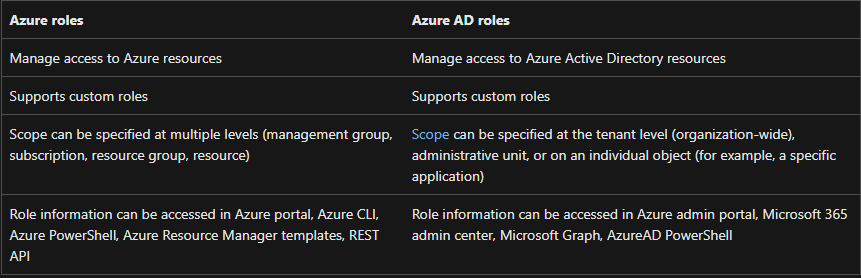 Azure roles
Azure AD roles
Manage access to Azure resources
Manage access to Azure Active Directory resources
Supports custom roles
Supports custom roles
Scope can be specified at multiple levels (management group,
subscription, resource group, resource)
Scope can be specified at the tenant level (organization-wide),
administrative unit, or on an individual object (for example, a specific
application)
Role information can be accessed in Azure portal, Azure CLI,
Azure PowerShell, Azure Resource Manager templates, REST
API
Role information can be accessed in Azure admin portal, Microsoft 365
admin center, Microsoft Graph, AzureAD PowerShell